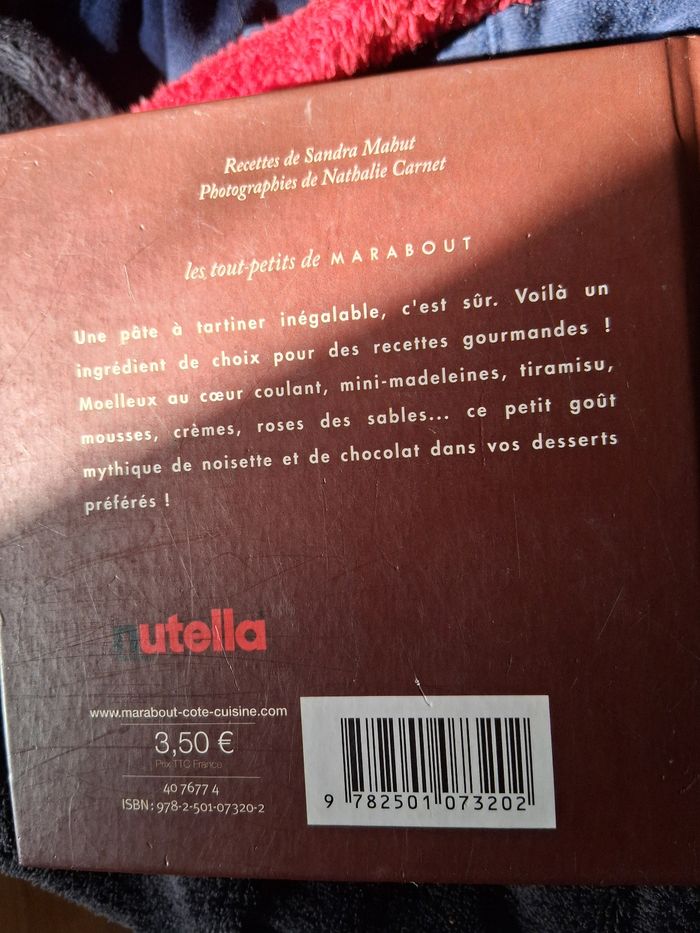 Recettes de Sandra Mahut
Photographies de Nathalie Carnet
les tout-petits de MARABOUT
Une pâte à tartiner inégalable, c'est sûr. Voilà un
ingrédient de choix pour des recettes gourmandes !
Moelleux au cœur coulant, mini-madeleines, tiramisu,
mousses, crèmes, roses des sables... ce petit goût
mythique de noisette et de chocolat dans vos desserts
préférés !
nutella
www.marabout-cote-cuisine.com
3,50 €
Prix TTC France
40 7677 4
ISBN : 978-2-501-07320-2
9 782501 073202